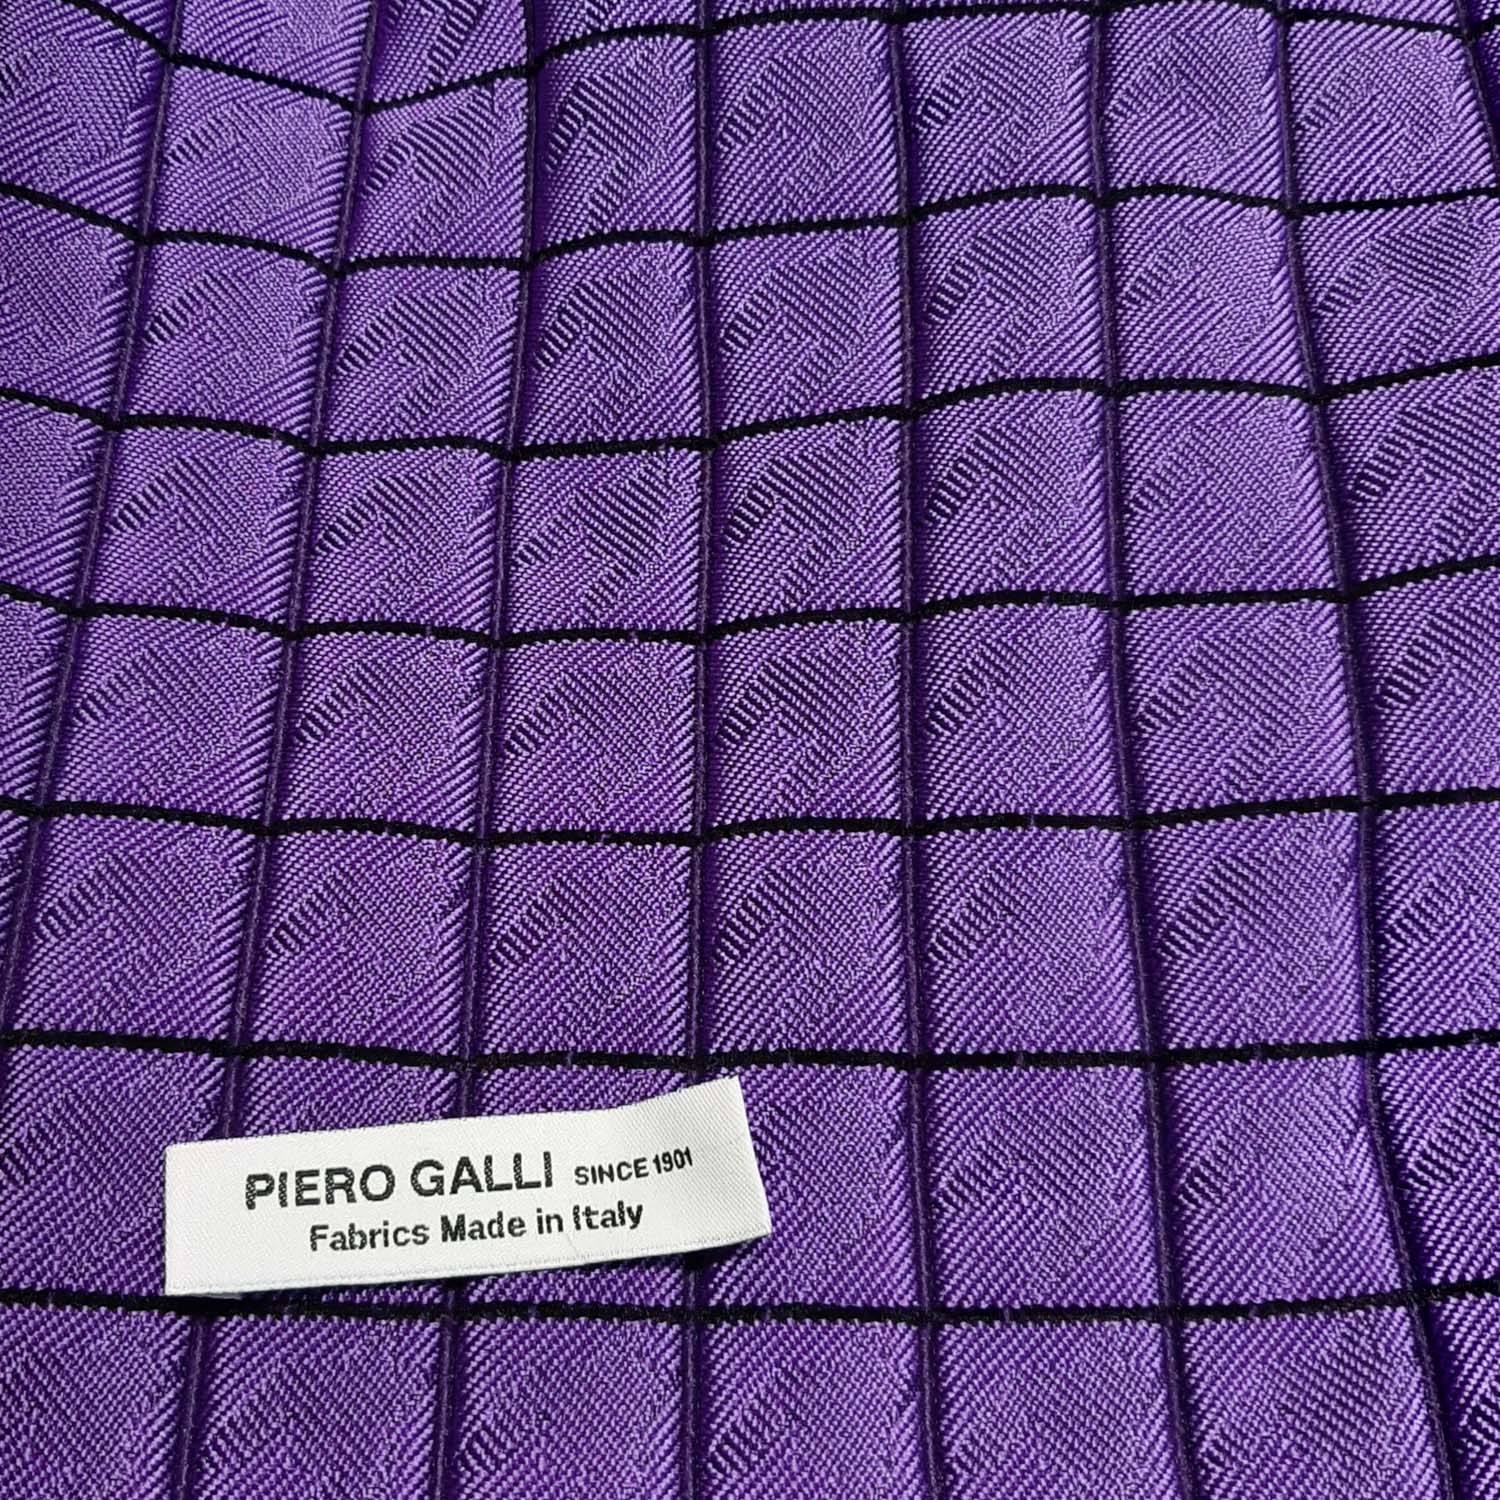 PIERO GALLI SINCE 1901
Fabrics Made in Italy